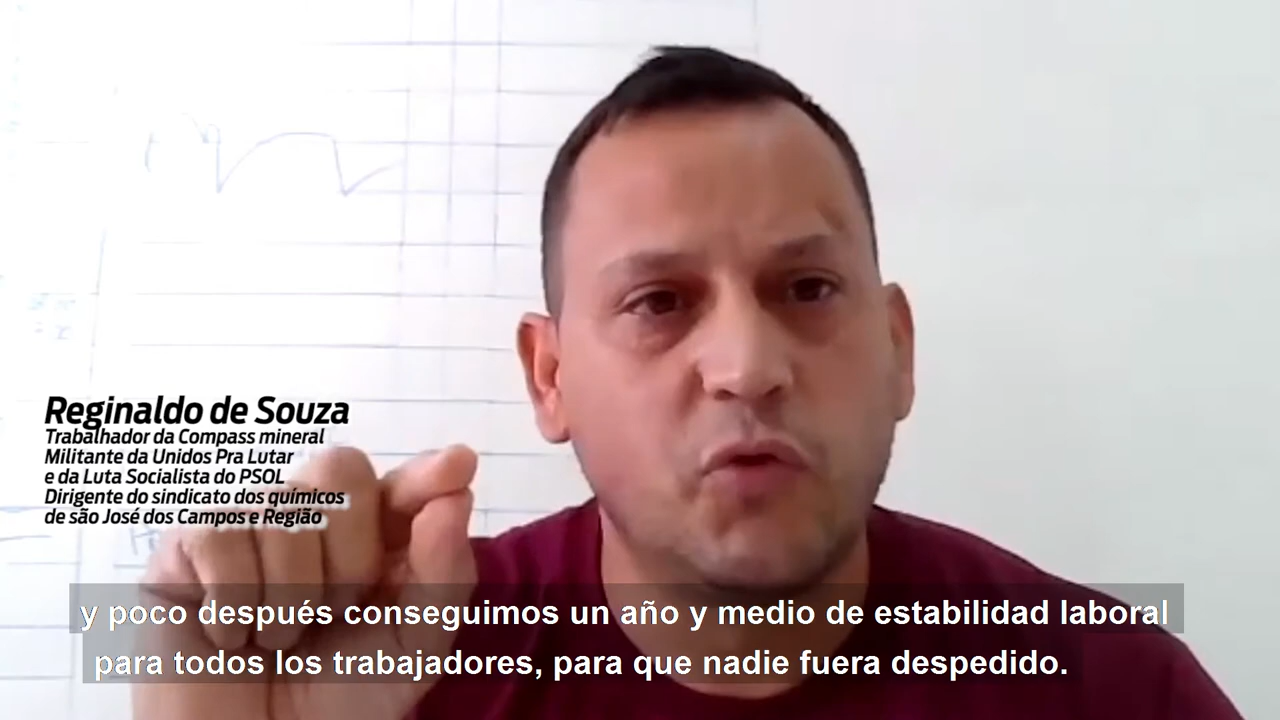 Reginaldo de Souza
Trabalhador da Compass mineral
Militante da Unidos Pra Lutar
e da Luta Socialista do PSOL
Dirigente do sindicato dos químicos
de são José dos Campos e Região
y poco después conseguimos un año y medio de estabilidad laboral
para todos los trabajadores, para que nadie fuera despedido.